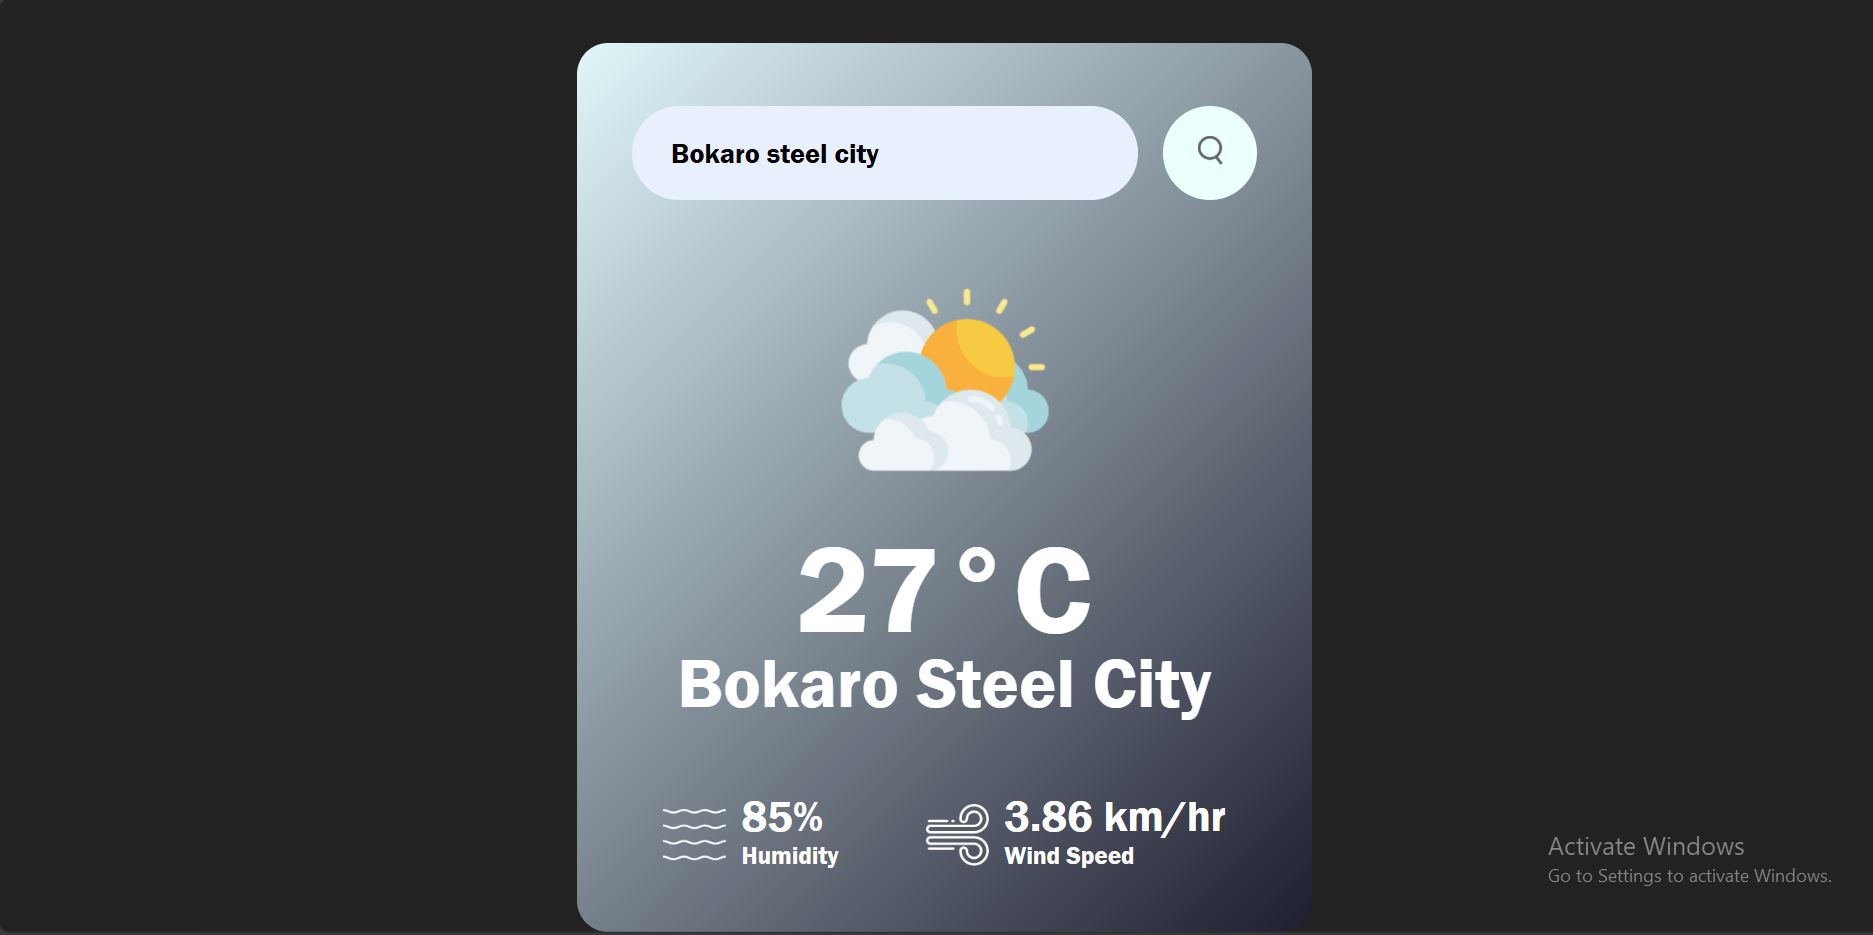 Bokaro steel city
27°C
Bokaro Steel City
85%
Humidity
3.86 km/hr
Wind Speed
Activate Windows
Go to Settings to activate Windows.